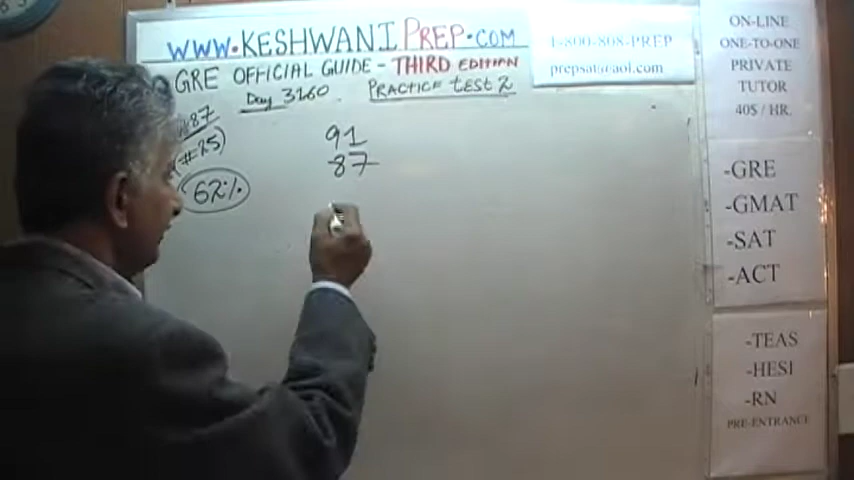 WWW.KESHWANI PREP.COM
GRE OFFICIAL GUIDE - THIRD EDITION
Day 3160. PRACTICE TEST 2
1-800-808-PREP
prepsat@aol.com
87
(#25)
62%
91
87
ON-LINE
ONE-TO-ONE
PRIVATE
TUTOR
40$ / HR.
-GRE
-GMAT
-SAT
-ACT
-TEAS
-HESI
-RN
PRE-ENTRANCE